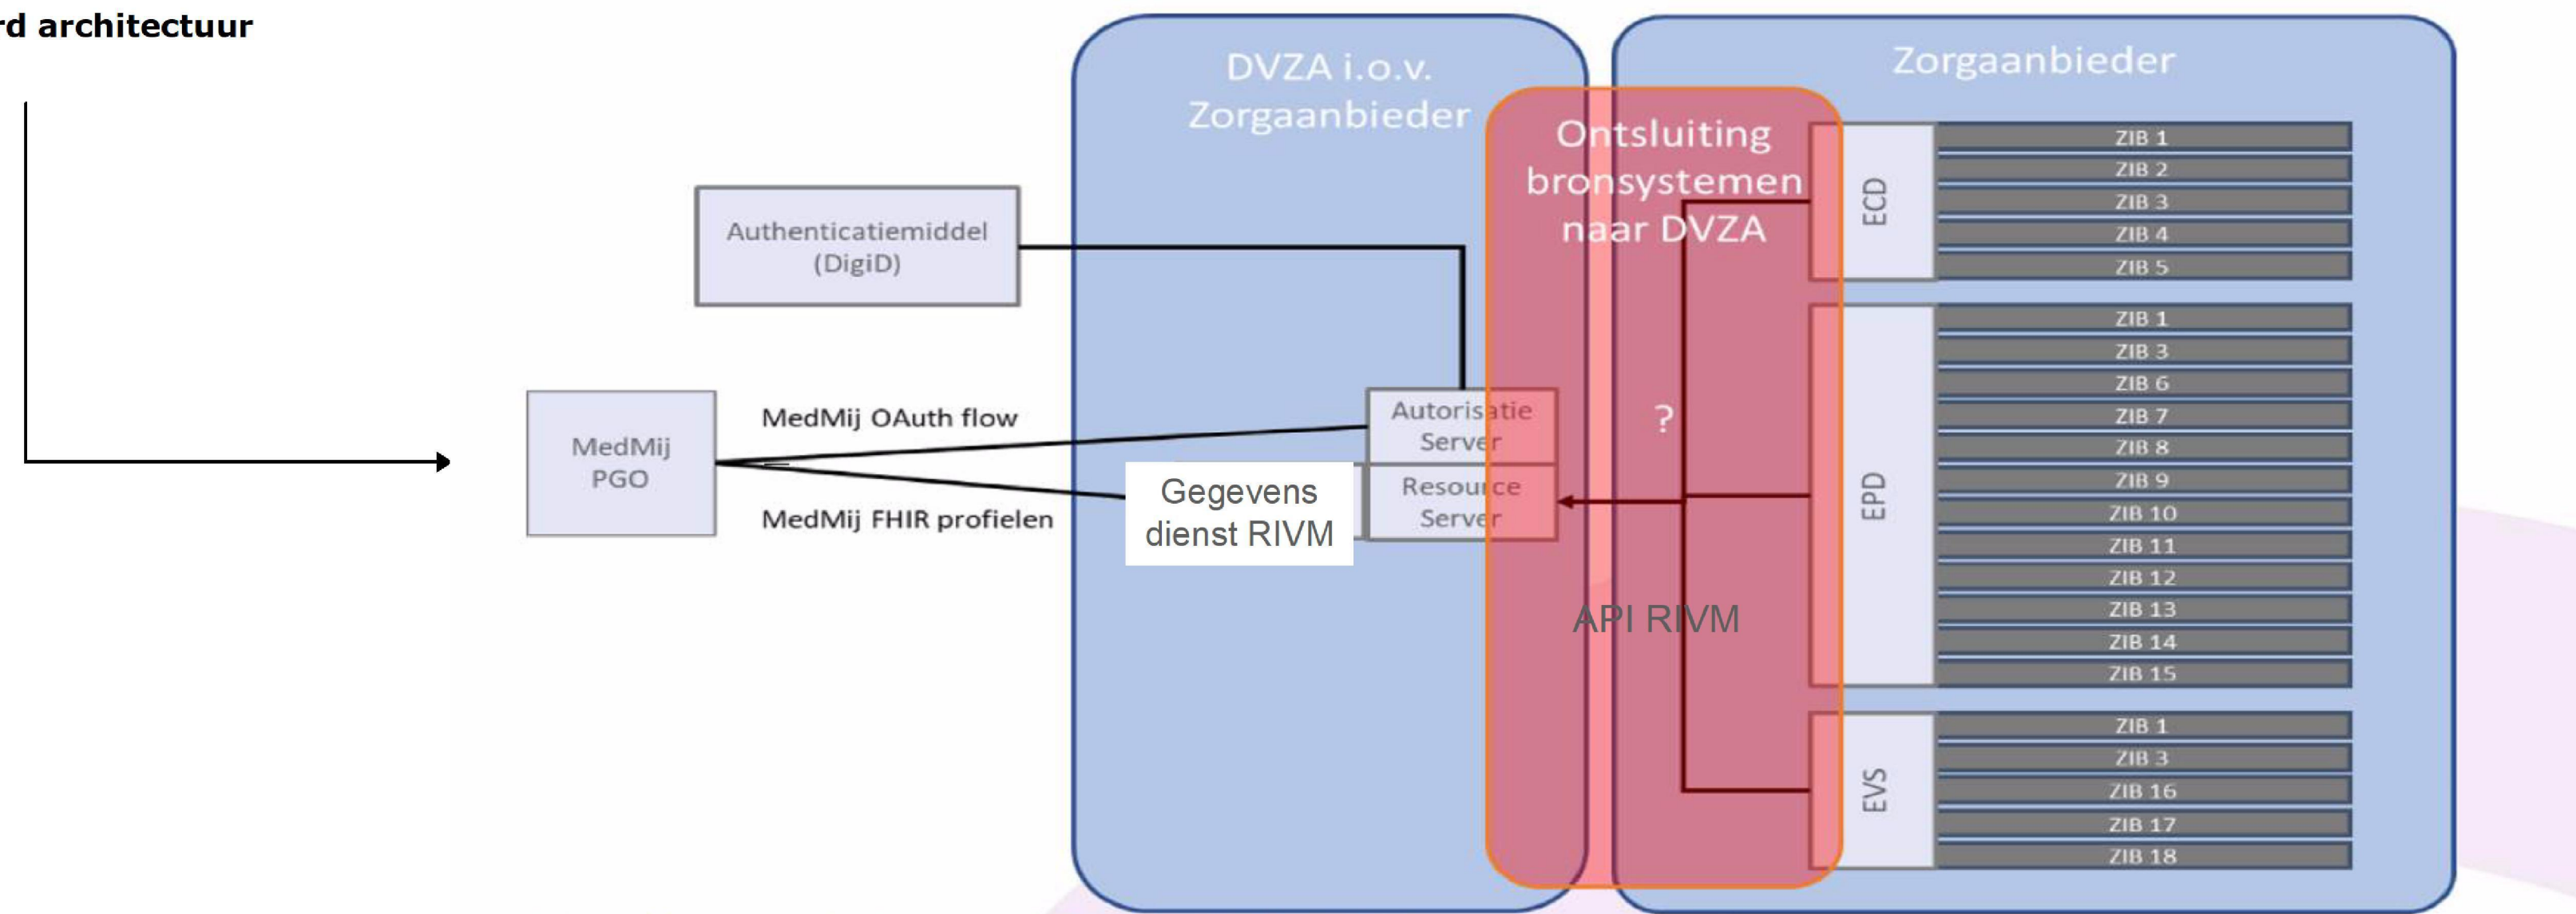 rd architectuur
DVZA i.o.v.
Zorgaanbieder
Zorgaanbieder
Ontsluiting
bronsystemen
naar DVZA
Authenticatiemiddel
(DigiD)
MedMij
PGO
MedMij OAuth flow
MedMij FHIR profielen
Gegevens
dienst RIVM
Autorisatie
Server
Resource
Server
?
API RIVM
ECD
ZIB 1
ZIB 2
ZIB 3
ZIB 4
ZIB 5
EPD
ZIB 1
ZIB 3
ZIB 6
ZIB 7
ZIB 8
ZIB 9
ZIB 10
ZIB 11
ZIB 12
ZIB 13
ZIB 14
ZIB 15
EVS
ZIB 1
ZIB 3
ZIB 16
ZIB 17
ZIB 18